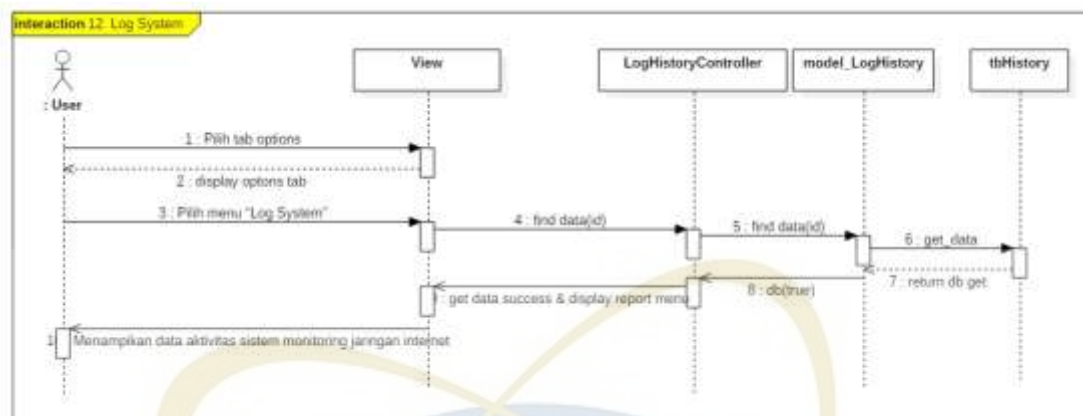 interaction 12. Log System
: User
View
LogHistoryController
model_LogHistory
tbHistory
1 : Pilih tab options
2 : display optons tab
3 : Pilih menu "Log System"
4 : find data(id)
5 : find data(id)
6 : get_data
7 : return db get
8 : db(true)
: get data success & display report menu
1 Menampilkan data aktivitas sistem monitoring jaringan internet